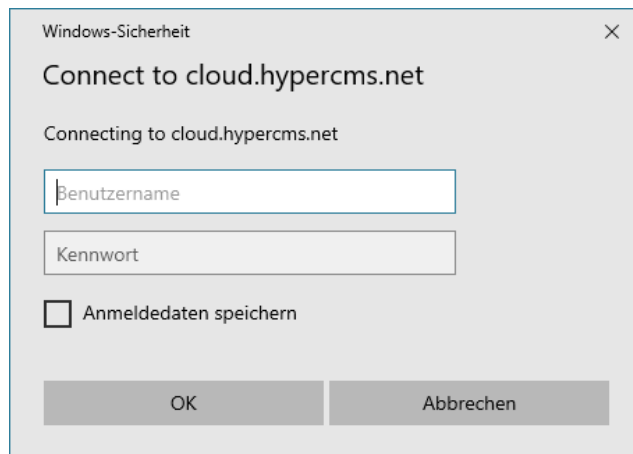 Windows-Sicherheit
Connect to cloud.hypercms.net
Connecting to cloud.hypercms.net
Benutzername
Kennwort
Anmeldedaten speichern
OK Abbrechen